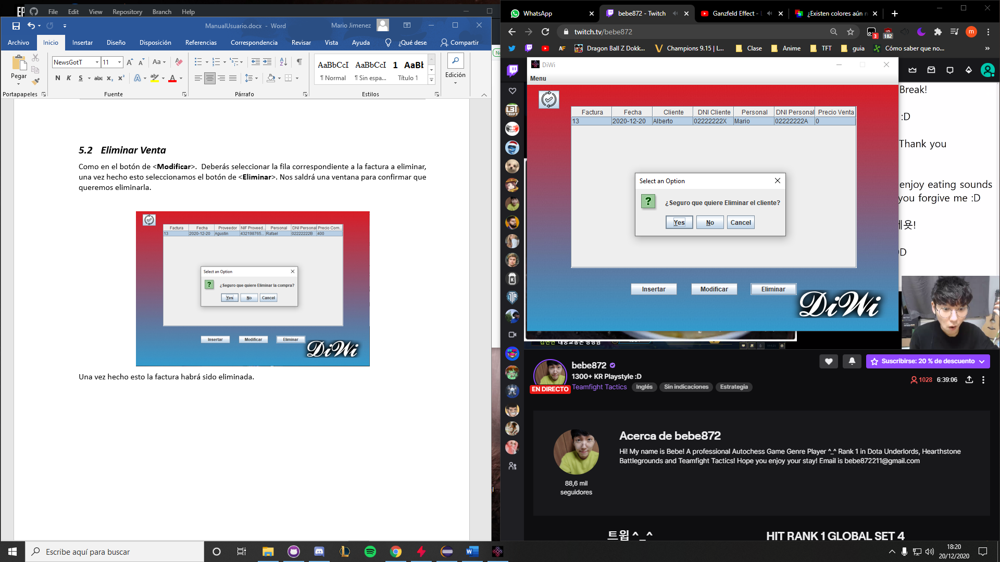 File Edit View Repository Branch Help
ManualUsuario.docx - Word
Mario Jimenez
Archivo Inicio Insertar Diseño Disposición Referencias Correspondencia Revisar Vista Ayuda ¿Qué dese Compartir
Pegar
NewsGotT 11
N K S abc
AaBbCcI AaBbCcI 1 AaBb
¶ Normal ¶ Sin espa... Título 1
Edición
Portapapeles Fuente Párrafo Estilos
5.2 Eliminar Venta
Como en el botón de <Modificar>. Deberás seleccionar la fila correspondiente a la factura a eliminar,
una vez hecho esto seleccionamos el botón de <Eliminar>. Nos saldrá una ventana para confirmar que
queremos eliminarla.
Factura Fecha Proveedor NIF Proveed... Personal DNI Personal Precio Com...
13 2020-12-20 Agustin 432198765... Rafael 02222222B 400
Select an Option
¿Seguro que quiere Eliminar la compra?
Yes No Cancel
Insertar Modificar Eliminar
DiWi
Una vez hecho esto la factura habrá sido eliminada.
WhatsApp
bebe872 - Twitch
Ganzfeld Effect -
¿Existen colores aún n
twitch.tv/bebe872
3
182
m
Dragon Ball Z Dokk... Champions 9.15 | L... Clase Anime TFT guia Cómo saber que no...
DiWi
Menu
Factura Fecha Cliente DNI Cliente Personal DNI Personal Precio Venta
13 2020-12-20 Alberto 02222222X Mario 02222222A 0
Select an Option
¿Seguro que quiere Eliminar el cliente?
Yes No Cancel
Insertar Modificar Eliminar
DiWi
Break!
:D
Thank you
enjoy eating sounds
you forgive me :D
bebe872
1300+ KR Playstyle :D
EN DIRECTO
Teamfight Tactics Inglés Sin indicaciones Estrategia
Suscribirse: 20 % de descuento
1028 6:39:06
Acerca de bebe872
Hi! My name is Bebe! A professional Autochess Game Genre Player ^_^ Rank 1 in Dota Underlords, Hearthstone
Battlegrounds and Teamfight Tactics! Hope you enjoy your stay! Email is bebe872211@gmail.com
88,6 mil
seguidores
트윕 ^_^
HIT RANK 1 GLOBAL SET 4
Escribe aquí para buscar
18:20
20/12/2020